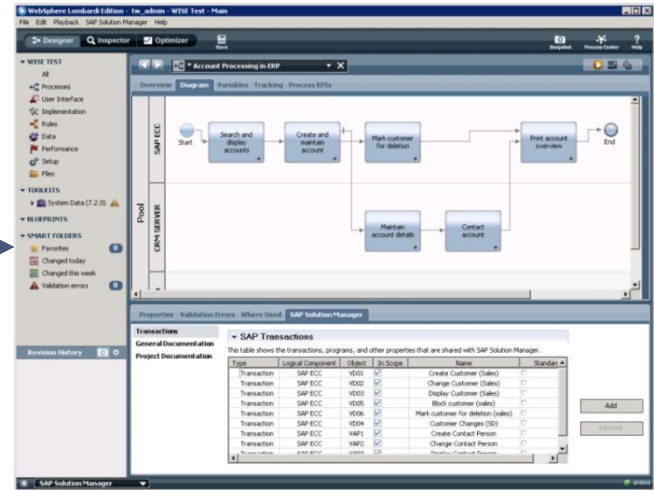 WebSphere Lombardi Edition - tw_admin - WISE Test - Main
File Edit Playback SAP Solution Manager Help
Designer Inspector Optimizer
Save
Snapshot Process Center Help
WISE TEST
All
Processes
User Interface
Implementation
Rules
Data
Performance
Setup
Files
TOOLKITS
System Data (7.2.0)
BLUEPRINTS
SMART FOLDERS
Favorites 0
Changed today
Changed this week
Validation errors 0
Revision History
* Account Processing in ERP
Overview Diagram Variables Tracking Process KPIs
Pool
SAP ECC
Start
Search and display accounts
Create and maintain account
Mark customer for deletion
Print account overview
End
CRM SERVER
Maintain account details
Contact account
Properties Validation Errors Where Used SAP Solution Manager
Transactions
General Documentation
Project Documentation
SAP Transactions
This table shows the transactions, programs, and other properties that are shared with SAP Solution Manager.
Type Logical Component Object In Scope Name Standan
Transaction SAP ECC VD01 Create Customer (Sales)
Transaction SAP ECC VD02 Change Customer (Sales)
Transaction SAP ECC VD03 Display Customer (Sales)
Transaction SAP ECC VD05 Block customer (sales)
Transaction SAP ECC VD06 Mark customer for deletion (sales)
Transaction SAP ECC VD04 Customer Changes (SD)
Transaction SAP ECC VAP1 Create Contact Person
Transaction SAP ECC VAP2 Change Contact Person
Transaction SAP ECC VAP3 Display Contact Person
Add
Remove
SAP Solution Manager